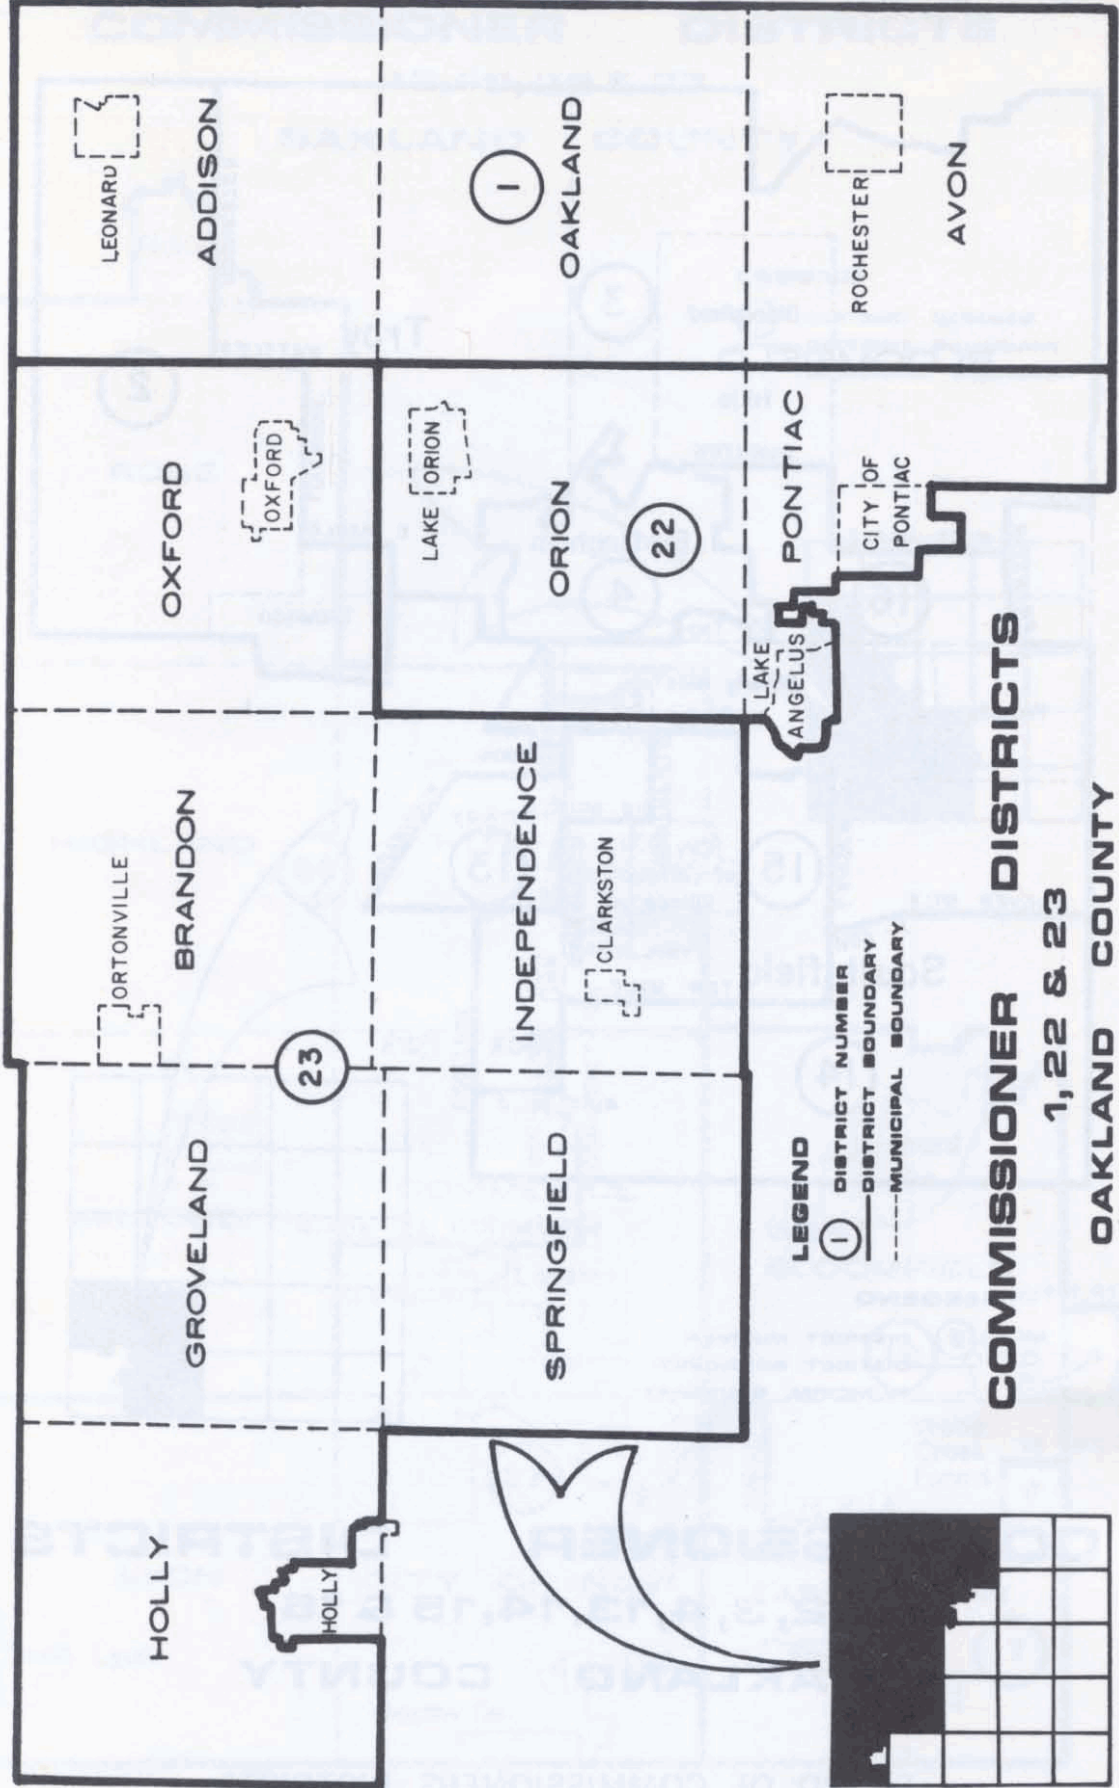 HOLLY
HOLLY
GROVELAND
ORTONVILLE
BRANDON
OXFORD
OXFORD
LEONARD
ADDISON
23
SPRINGFIELD
INDEPENDENCE
CLARKSTON
LAKE ORION
ORION
22
1
OAKLAND
LAKE
ANGELUS
PONTIAC
CITY OF
PONTIAC
ROCHESTER
AVON
LEGEND
1 DISTRICT NUMBER
DISTRICT BOUNDARY
MUNICIPAL BOUNDARY
COMMISSIONER DISTRICTS
1, 22 & 23
OAKLAND COUNTY